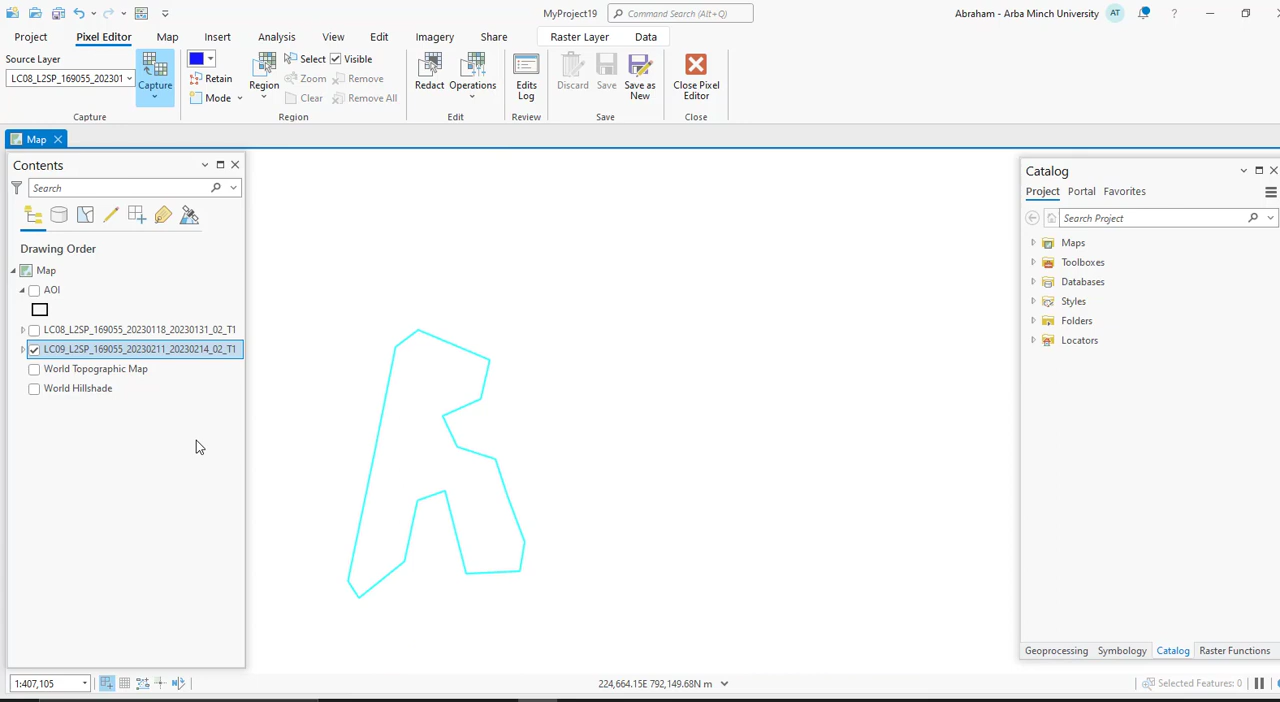 MyProject19
Command Search (Alt+Q)
Abraham - Arba Minch University
AT
?
Project
Pixel Editor
Map
Insert
Analysis
View
Edit
Imagery
Share
Raster Layer
Data
Source Layer
LC08_L2SP_169055_202301
Capture
Retain
Mode
Region
Select
Visible
Zoom
Remove
Clear
Remove All
Redact
Operations
Edits
Log
Discard
Save
Save as
New
Close Pixel
Editor
Capture
Region
Edit
Review
Save
Close
Map
Contents
Search
Drawing Order
Map
AOI
LC08_L2SP_169055_20230118_20230131_02_T1
LC09_L2SP_169055_20230211_20230214_02_T1
World Topographic Map
World Hillshade
Catalog
Project
Portal
Favorites
Search Project
Maps
Toolboxes
Databases
Styles
Folders
Locators
Geoprocessing
Symbology
Catalog
Raster Functions
1:407,105
224,664.15E 792,149.68N m
Selected Features: 0